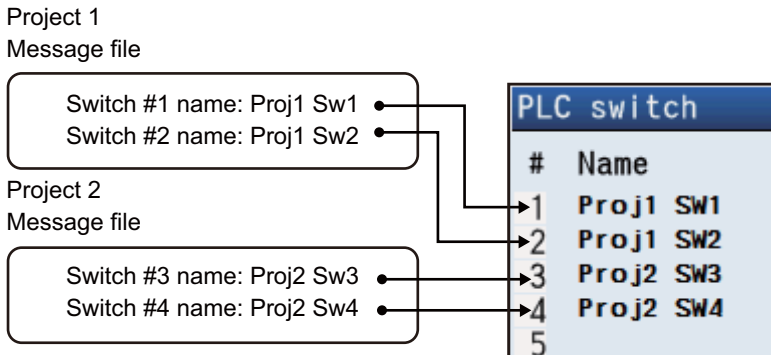 Project 1
Message file
Switch #1 name: Proj1 Sw1
Switch #2 name: Proj1 Sw2
Project 2
Message file
Switch #3 name: Proj2 Sw3
Switch #4 name: Proj2 Sw4
PLC switch
# Name
1 Proj1 SW1
2 Proj1 SW2
3 Proj2 SW3
4 Proj2 SW4
5